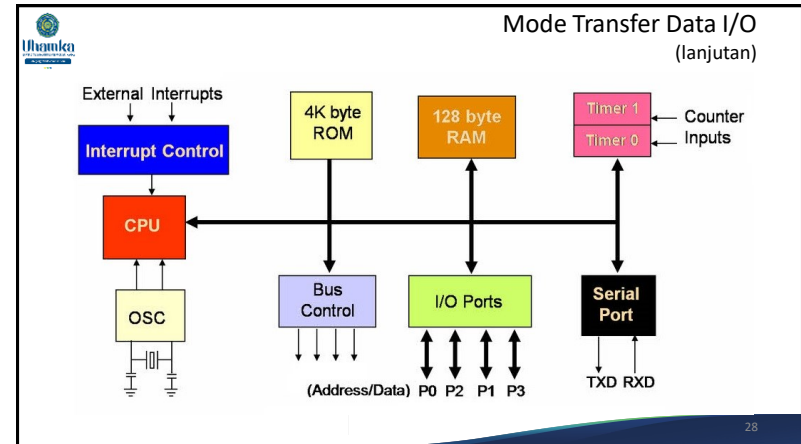 Mode Transfer Data I/O
(lanjutan)
Uhamka
External Interrupts
Interrupt Control
4K byte
ROM
128 byte
RAM
Timer 1
Timer 0
Counter
Inputs
CPU
OSC
Bus
Control
I/O Ports
Serial
Port
(Address/Data) P0 P2 P1 P3
TXD RXD
28